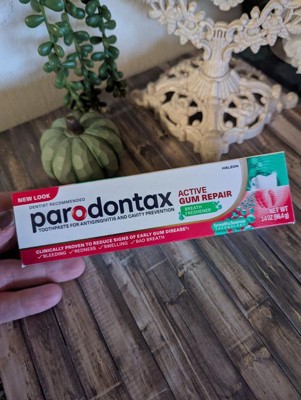 NEW LOOK
HALEON
DENTIST RECOMMENDED
parodontax
TOOTHPASTE FOR ANTIGINGIVITIS AND CAVITY PREVENTION
ACTIVE
GUM REPAIR
BREATH
FRESHENER
CLINICALLY PROVEN TO REDUCE SIGNS OF EARLY GUM DISEASE
✓BLEEDING ✓REDNESS ✓SWELLING ✓BAD BREATH